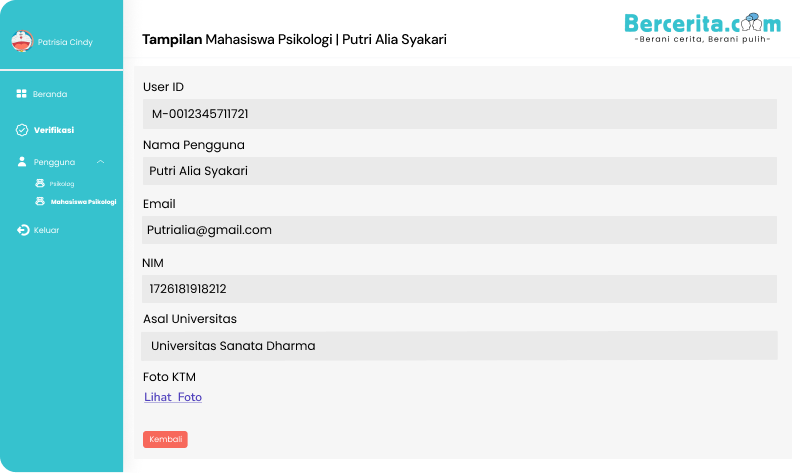 Patrisia Cindy
Beranda
Verifikasi
Pengguna
Psikolog
Mahasiswa Psikologi
Keluar
Tampilan Mahasiswa Psikologi | Putri Alia Syakari
Bercerita.com
-Berani cerita, Berani pulih-
User ID
M-0012345711721
Nama Pengguna
Putri Alia Syakari
Email
Putrialia@gmail.com
NIM
1726181918212
Asal Universitas
Universitas Sanata Dharma
Foto KTM
Lihat Foto
Kembali